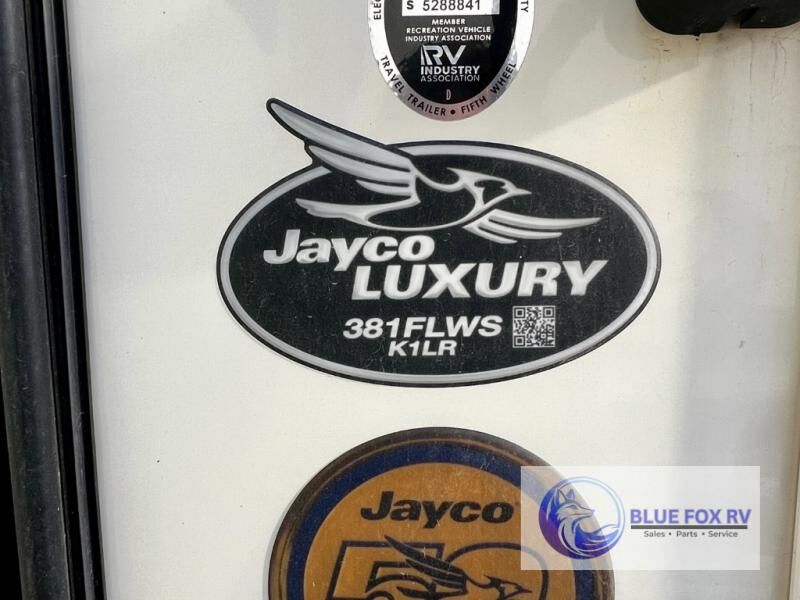 S 5288841
MEMBER
RECREATION VEHICLE
INDUSTRY ASSOCIATION
RV
INDUSTRY
ASSOCIATION
D
TRAVEL TRAILER • FIFTH WHEEL
Jayco
LUXURY
381FLWS
K1LR
Jayco
50
BLUE FOX RV
Sales • Parts • Service